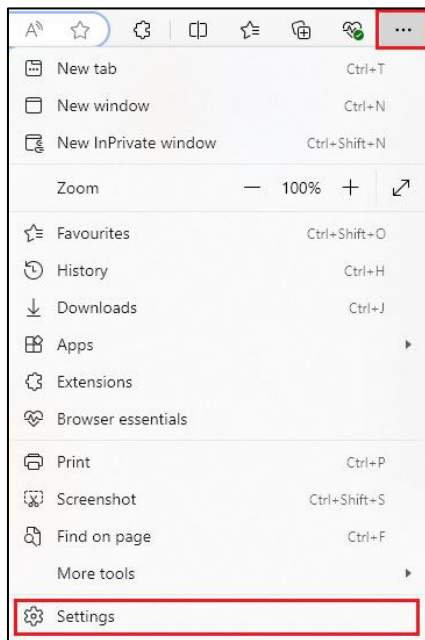 A
New tab Ctrl+T
New window Ctrl+N
New InPrivate window Ctrl+Shift+N
Zoom — 100% +
Favourites Ctrl+Shift+O
History Ctrl+H
Downloads Ctrl+J
Apps
Extensions
Browser essentials
Print Ctrl+P
Screenshot Ctrl+Shift+S
Find on page Ctrl+F
More tools
Settings